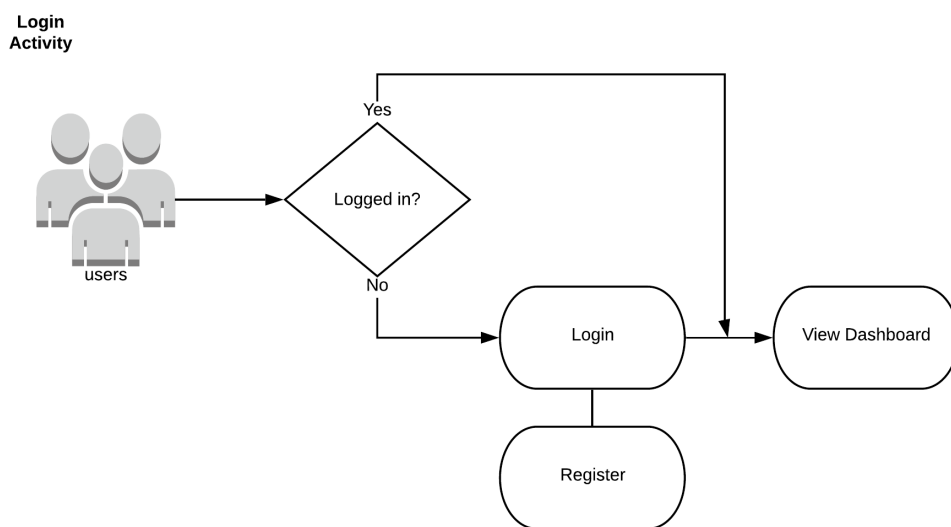 Login
Activity
Yes
Logged in?
users
No
Login
View Dashboard
Register